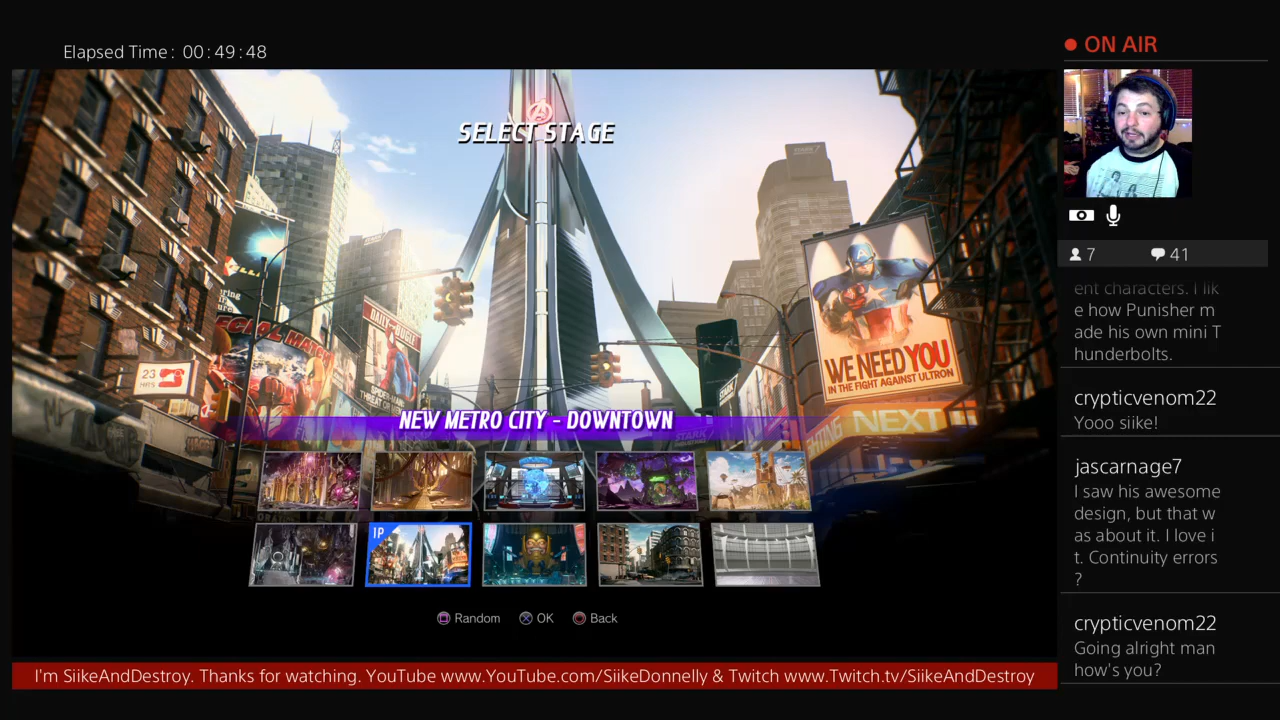 Elapsed Time: 00:49:48
ON AIR
SELECT STAGE
7
41
ent characters. I lik
e how Punisher m
ade his own mini T
hunderbolts.
crypticvenom22
Yooo siike!
jascarnage7
I saw his awesome
design, but that w
as about it. I love i
t. Continuity errors
?
crypticvenom22
Going alright man
how's you?
DAILY BUGLE
23
HRS
WE NEED YOU
IN THE FIGHT AGAINST ULTRON
NEXT
STARK
NEW METRO CITY - DOWNTOWN
1P
Random
OK
Back
I'm SiikeAndDestroy. Thanks for watching. YouTube www.YouTube.com/SiikeDonnelly & Twitch www.Twitch.tv/SiikeAndDestroy